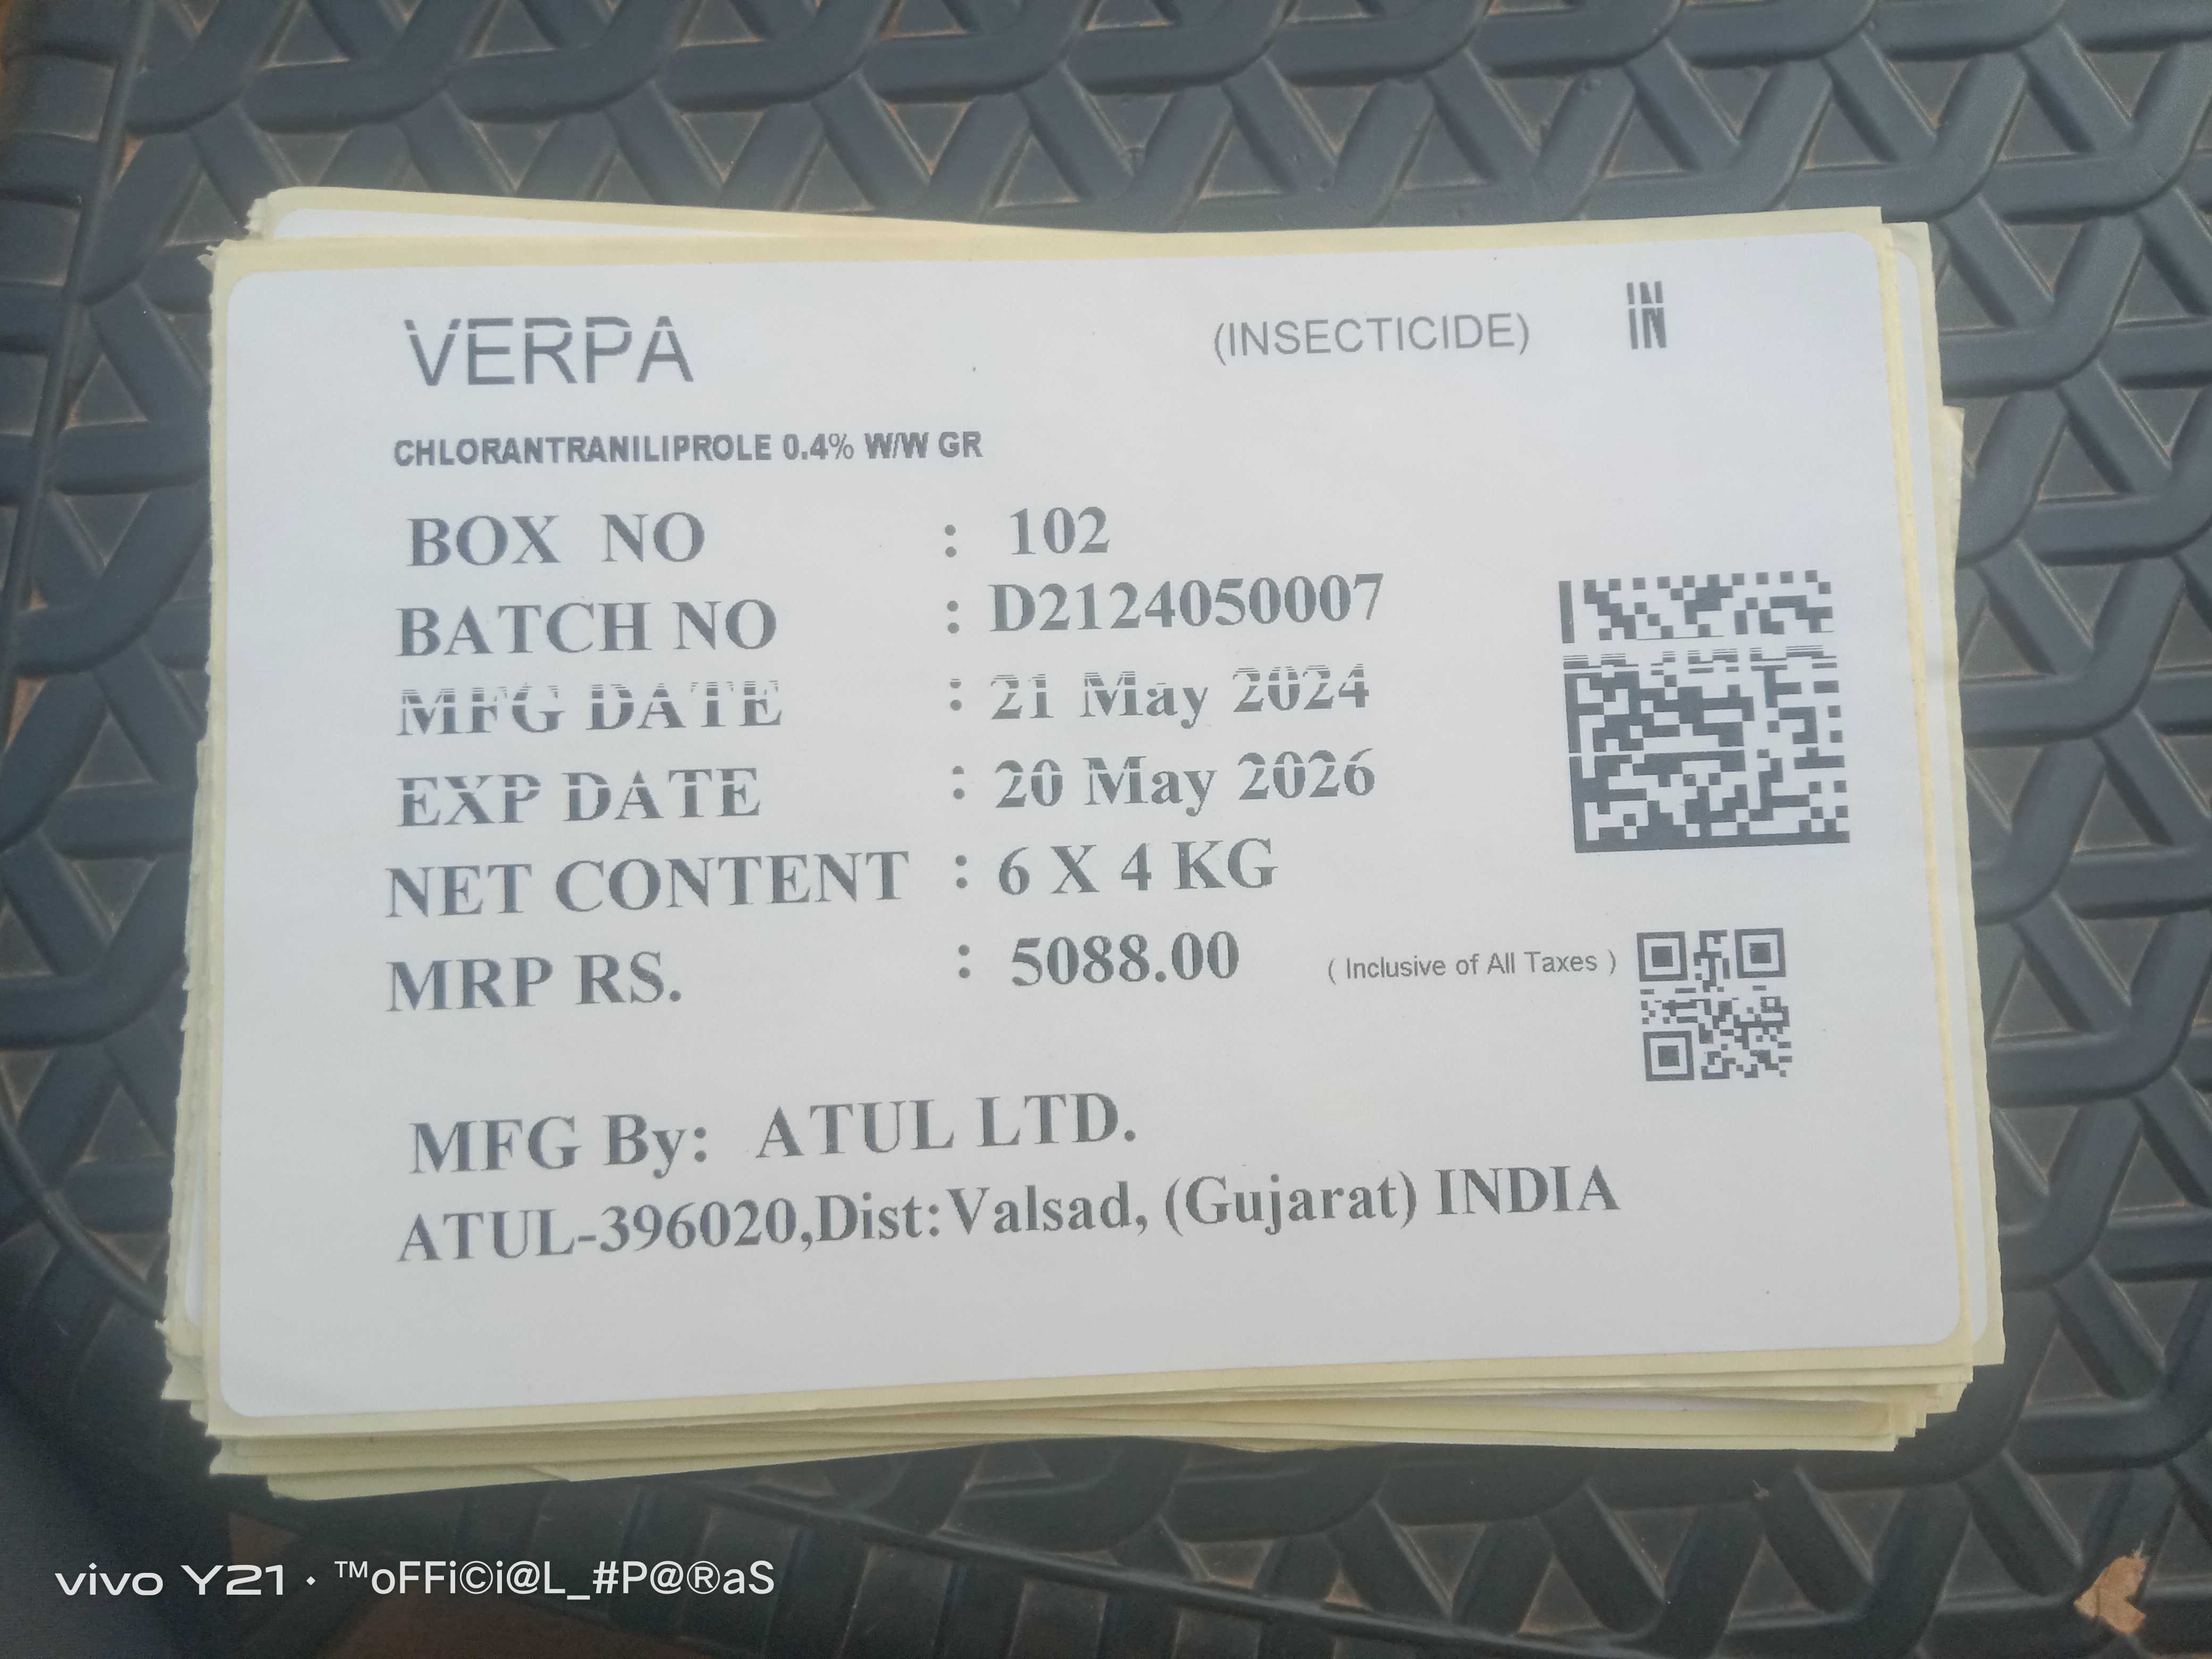 VERPA (INSECTICIDE) IN
CHLORANTRANILIPROLE 0.4% W/W GR
BOX NO : 102
BATCH NO : D2124050007
MFG DATE : 21 May 2024
EXP DATE : 20 May 2026
NET CONTENT : 6 X 4 KG
MRP RS. : 5088.00 ( Inclusive of All Taxes )
MFG By: ATUL LTD.
ATUL-396020,Dist:Valsad, (Gujarat) INDIA
vivo Y21 · ™oFFi©i@L_#P@®aS